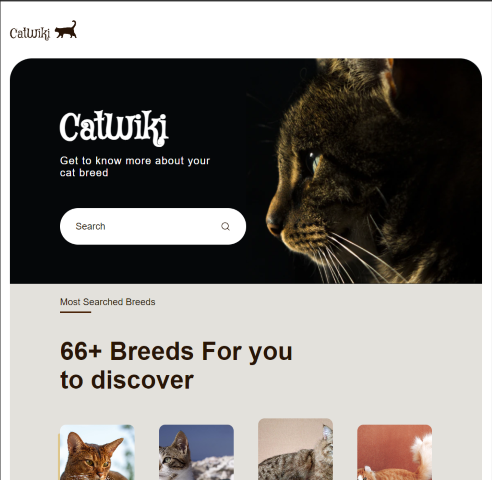 CatWiki
CatWiki
Get to know more about your
cat breed
Search
Most Searched Breeds
66+ Breeds For you
to discover